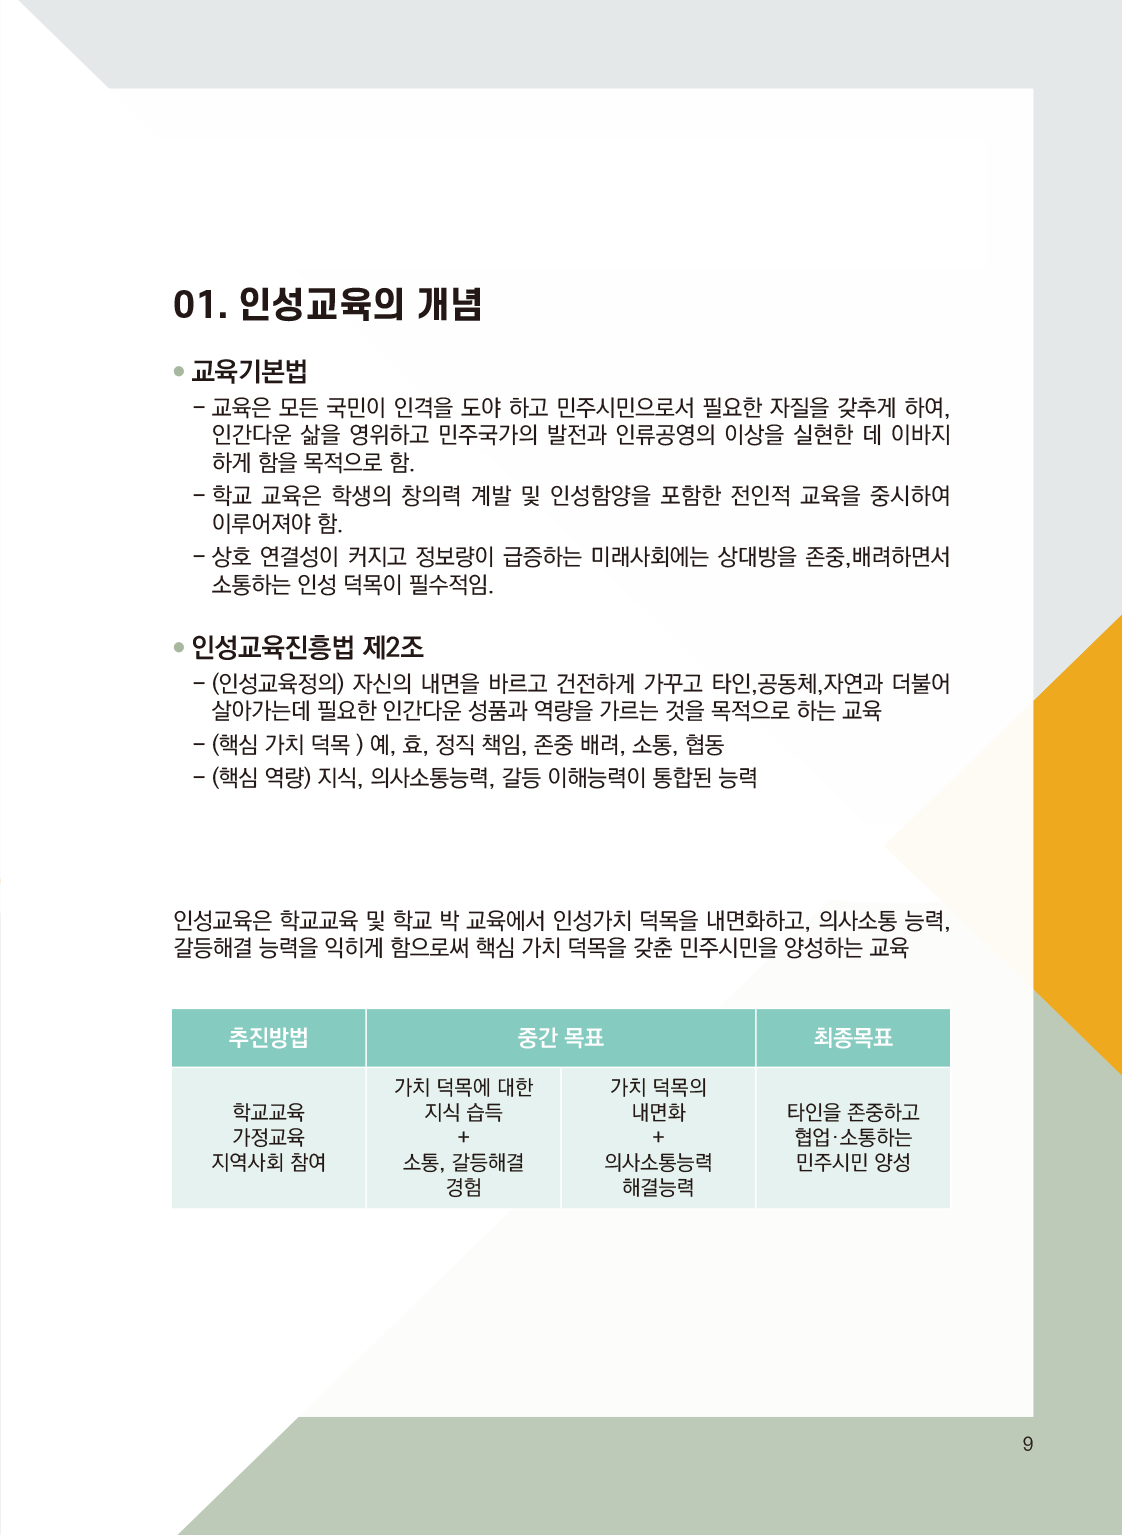 01. 인성교육의 개념
● 교육기본법
– 교육은 모든 국민이 인격을 도야 하고 민주시민으로서 필요한 자질을 갖추게 하여,
인간다운 삶을 영위하고 민주국가의 발전과 인류공영의 이상을 실현한 데 이바지
하게 함을 목적으로 함.
– 학교 교육은 학생의 창의력 계발 및 인성함양을 포함한 전인적 교육을 중시하여
이루어져야 함.
– 상호 연결성이 커지고 정보량이 급증하는 미래사회에는 상대방을 존중,배려하면서
소통하는 인성 덕목이 필수적임.
● 인성교육진흥법 제2조
– (인성교육정의) 자신의 내면을 바르고 건전하게 가꾸고 타인,공동체,자연과 더불어
살아가는데 필요한 인간다운 성품과 역량을 가르는 것을 목적으로 하는 교육
– (핵심 가치 덕목 ) 예, 효, 정직 책임, 존중 배려, 소통, 협동
– (핵심 역량) 지식, 의사소통능력, 갈등 이해능력이 통합된 능력
인성교육은 학교교육 및 학교 박 교육에서 인성가치 덕목을 내면화하고, 의사소통 능력,
갈등해결 능력을 익히게 함으로써 핵심 가치 덕목을 갖춘 민주시민을 양성하는 교육
추진방법 중간 목표 최종목표
학교교육
가정교육
지역사회 참여
가치 덕목에 대한
지식 습득
+
소통, 갈등해결
경험
가치 덕목의
내면화
+
의사소통능력
해결능력
타인을 존중하고
협업·소통하는
민주시민 양성
9